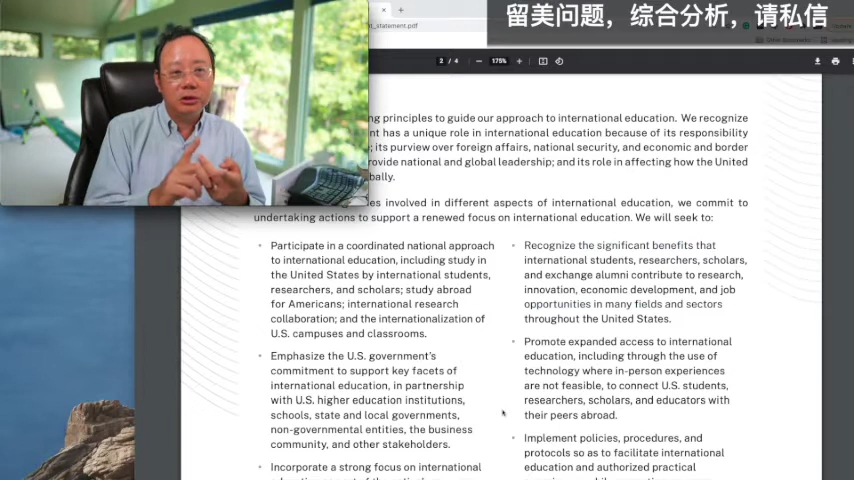 留美问题，综合分析，请私信
_statement.pdf
2 / 4
175%
ng principles to guide our approach to international education. We recognize
has a unique role in international education because of its responsibility
; its purview over foreign affairs, national security, and economic and border
provide national and global leadership; and its role in affecting how the United
involved in different aspects of international education, we commit to
undertaking actions to support a renewed focus on international education. We will seek to:
• Participate in a coordinated national approach
to international education, including study in
the United States by international students,
researchers, and scholars; study abroad
for Americans; international research
collaboration; and the internationalization of
U.S. campuses and classrooms.
• Emphasize the U.S. government's
commitment to support key facets of
international education, in partnership
with U.S. higher education institutions,
schools, state and local governments,
non-governmental entities, the business
community, and other stakeholders.
• Incorporate a strong focus on international
• Recognize the significant benefits that
international students, researchers, scholars,
and exchange alumni contribute to research,
innovation, economic development, and job
opportunities in many fields and sectors
throughout the United States.
• Promote expanded access to international
education, including through the use of
technology where in-person experiences
are not feasible, to connect U.S. students,
researchers, scholars, and educators with
their peers abroad.
• Implement policies, procedures, and
protocols so as to facilitate international
education and authorized practical